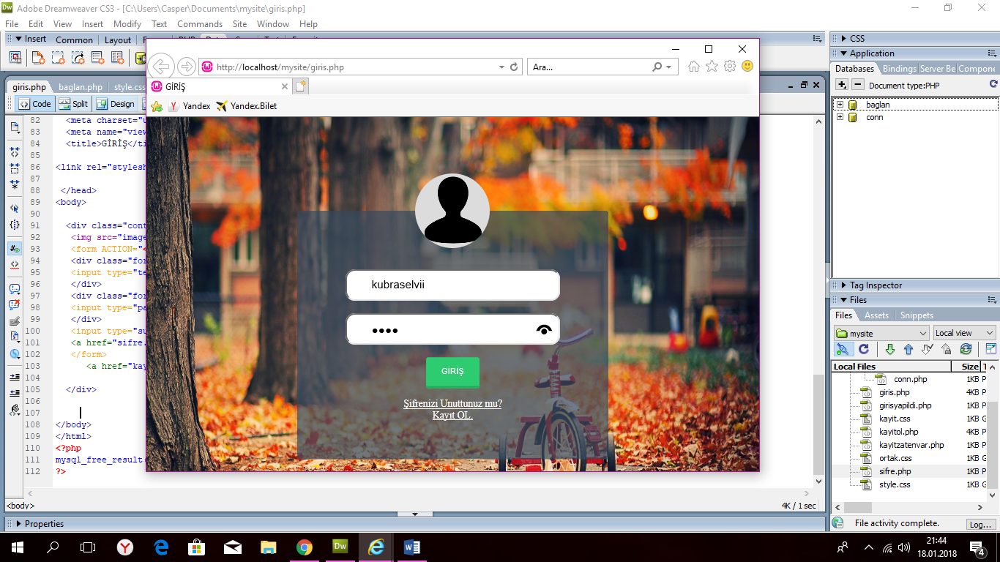 Adobe Dreamweaver CS3 - [C:\Users\Casper\Documents\mysite\giris.php]
File Edit View Insert Modify Text Commands Site Window Help
Insert Common Layout
http://localhost/mysite/giris.php
Ara...
GİRİŞ
Yandex Yandex.Bilet
giris.php baglan.php style.css
Code Split Design
82 <meta charset="u
83 <meta name="view
84 <title>GİRİŞ</ti
85
86 <link rel="stylesh
87
88 </head>
89 <body>
90
91 <div class="cont
92 <img src="image
93 <form ACTION="<
94 <div class="for
95 <input type="te
96 </div>
97 <div class="for
98 <input type="pa
99 </div>
100 <input type="su
101 <a href="sifre.
102 </form>
103 <a href="kay
104
105 </div>
106
107
108 </body>
109 </html>
110 <?php
111 mysql_free_result(
112 ?>
kubraselvii
GİRİŞ
Şifrenizi Unuttunuz mu?
Kayıt OL.
<body>
4K / 1 sec
Properties
CSS
Application
Databases Bindings Server Be Compone
Document type:PHP
baglan
conn
Tag Inspector
Files
Files Assets Snippets
mysite Local view
Local Files Size T
conn.php 1KB P
giris.php 4KB P
girisyapildi.php 1KB P
kayit.css 1KB
kayitol.php 4KB P
kayitzatenvar.php 1KB P
ortak.css 1KB
sifre.php 1KB P
style.css 1KB
File activity complete. Log...
21:44
18.01.2018
4